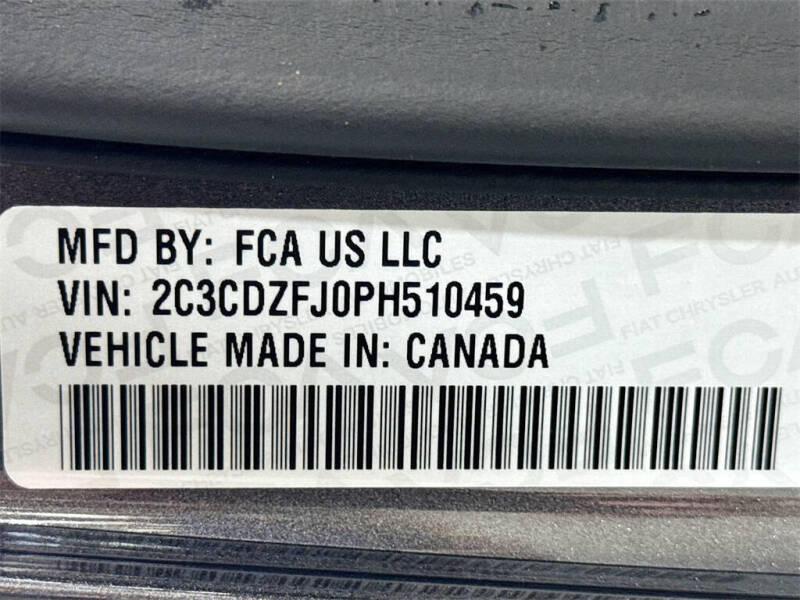 MFD BY: FCA US LLC
VIN: 2C3CDZFJ0PH510459
VEHICLE MADE IN: CANADA